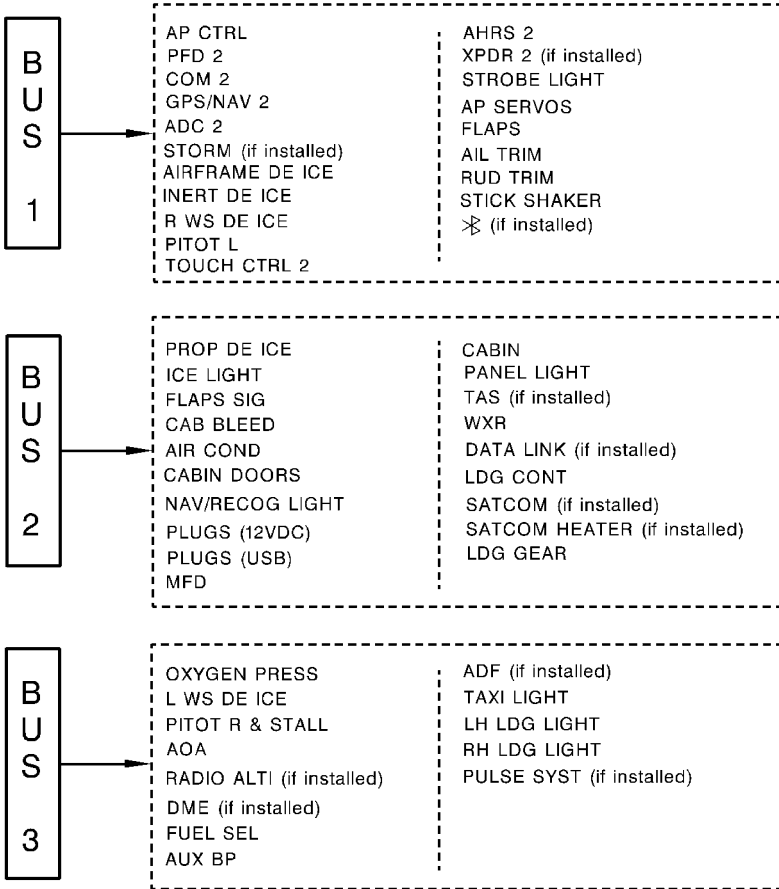 BUS 1
AP CTRL
PFD 2
COM 2
GPS/NAV 2
ADC 2
STORM (if installed)
AIRFRAME DE ICE
INERT DE ICE
R WS DE ICE
PITOT L
TOUCH CTRL 2
AHRS 2
XPDR 2 (if installed)
STROBE LIGHT
AP SERVOS
FLAPS
AIL TRIM
RUD TRIM
STICK SHAKER
(if installed)
BUS 2
PROP DE ICE
ICE LIGHT
FLAPS SIG
CAB BLEED
AIR COND
CABIN DOORS
NAV/RECOG LIGHT
PLUGS (12VDC)
PLUGS (USB)
MFD
CABIN
PANEL LIGHT
TAS (if installed)
WXR
DATA LINK (if installed)
LDG CONT
SATCOM (if installed)
SATCOM HEATER (if installed)
LDG GEAR
BUS 3
OXYGEN PRESS
L WS DE ICE
PITOT R & STALL
AOA
RADIO ALTI (if installed)
DME (if installed)
FUEL SEL
AUX BP
ADF (if installed)
TAXI LIGHT
LH LDG LIGHT
RH LDG LIGHT
PULSE SYST (if installed)